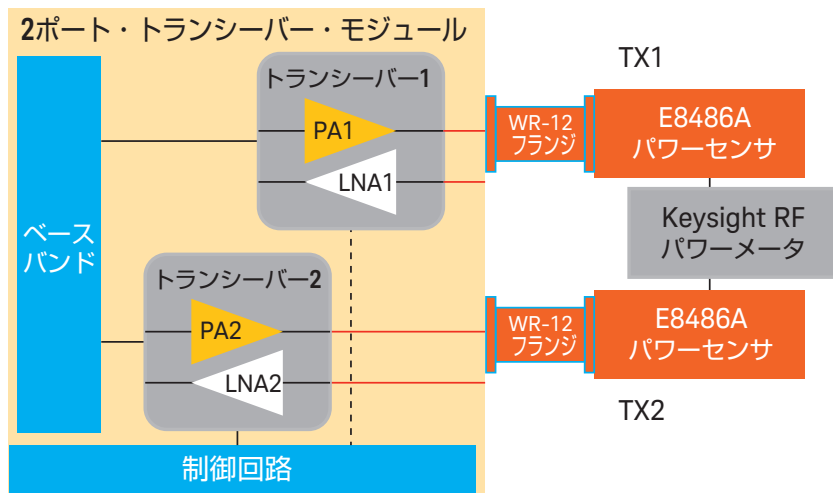 2ポート・トランシーバー・モジュール
トランシーバー1
PA1
LNA1
ベース
バンド
トランシーバー2
PA2
LNA2
制御回路
TX1
WR-12
フランジ
E8486A
パワーセンサ
Keysight RF
パワーメータ
WR-12
フランジ
E8486A
パワーセンサ
TX2